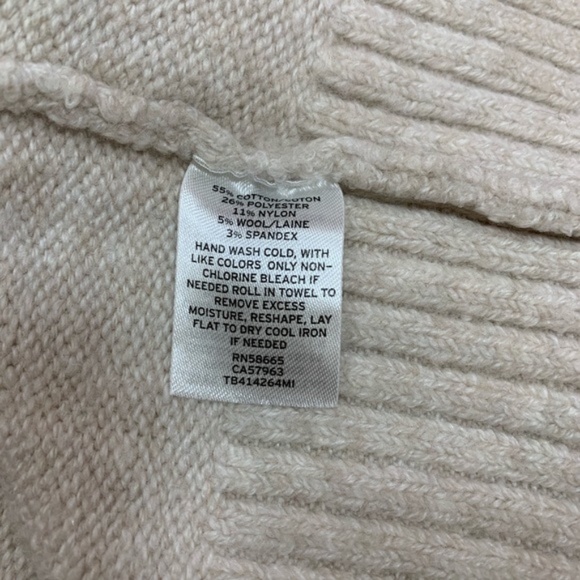 55% COTTON/COTON
26% POLYESTER
11% NYLON
5% WOOL/LAINE
3% SPANDEX
HAND WASH COLD, WITH
LIKE COLORS ONLY NON-
CHLORINE BLEACH IF
NEEDED ROLL IN TOWEL TO
REMOVE EXCESS
MOISTURE, RESHAPE, LAY
FLAT TO DRY COOL IRON
IF NEEDED
RN58665
CA57963
TB414264MI